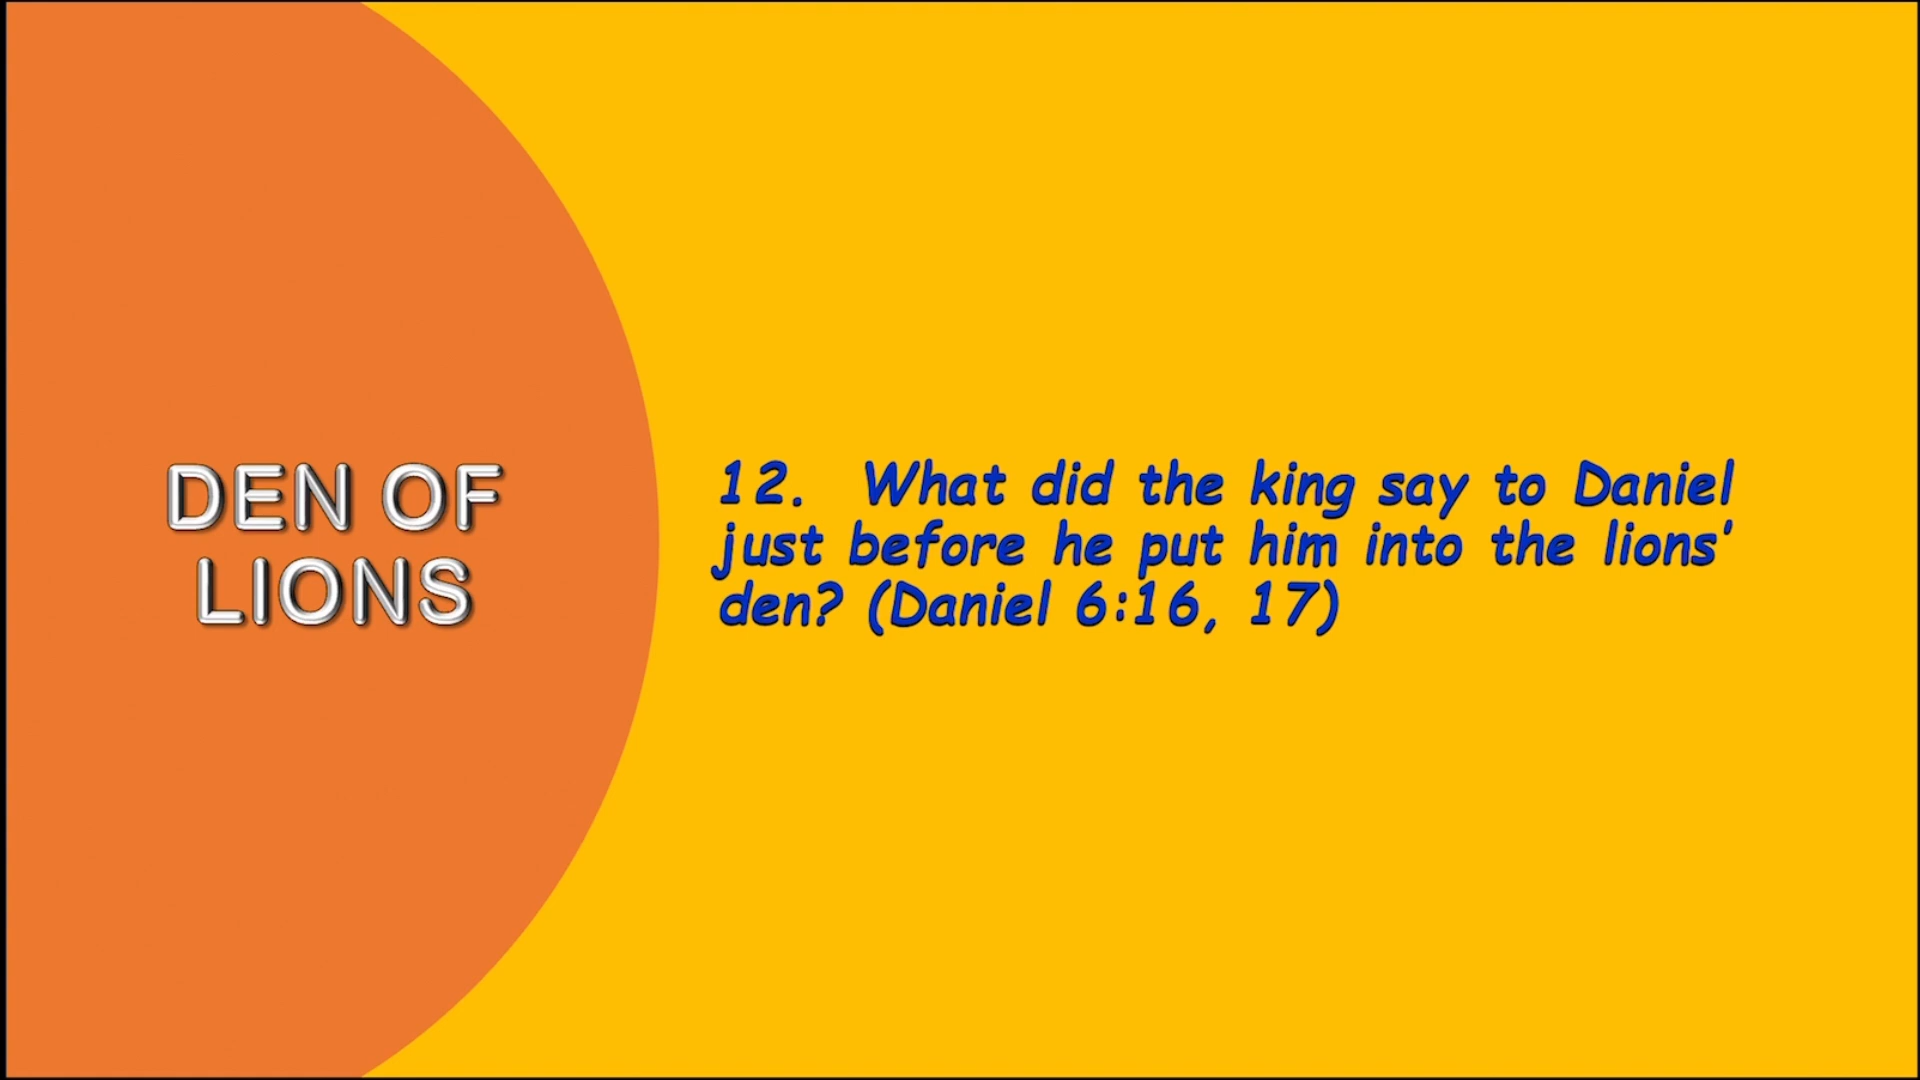 DEN OF
LIONS
12. What did the king say to Daniel
just before he put him into the lions’
den? (Daniel 6:16, 17)